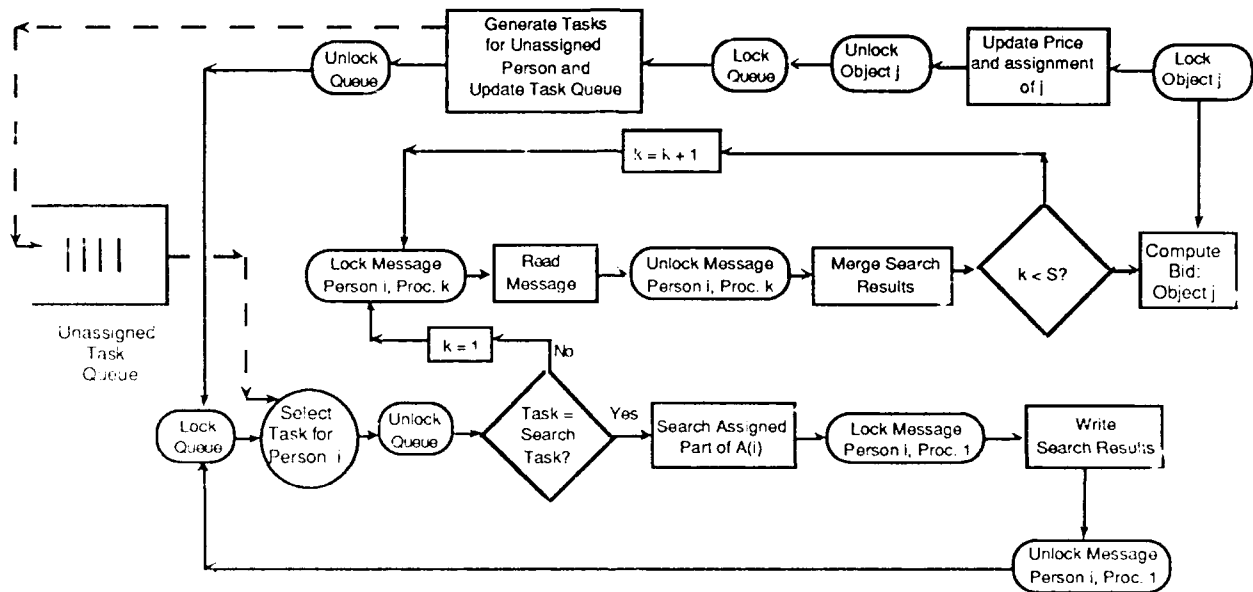 Generate Tasks
for Unassigned
Person and
Update Task Queue
Unlock
Queue
Lock
Queue
Unlock
Object j
Update Price
and assignment
of j
Lock
Object j
k = k + 1
Lock Message
Person i, Proc. k
Read
Message
Unlock Message
Person i, Proc. k
Merge Search
Results
k < S?
Compute
Bid:
Object j
Unassigned
Task
Queue
k = 1
No
Lock
Queue
Select
Task for
Person i
Unlock
Queue
Task =
Search
Task?
Yes
Search Assigned
Part of A(i)
Lock Message
Person i, Proc. 1
Write
Search Results
Unlock Message
Person i, Proc. 1